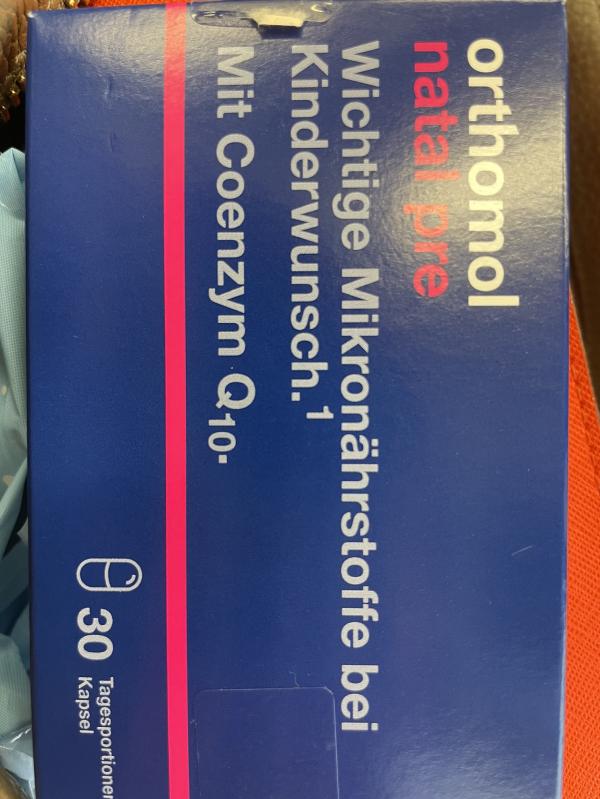 orthomol
natal pre
Wichtige Mikronährstoffe bei
Kinderwunsch.¹
Mit Coenzym Q₁₀.
30
Tagesportionen
Kapsel